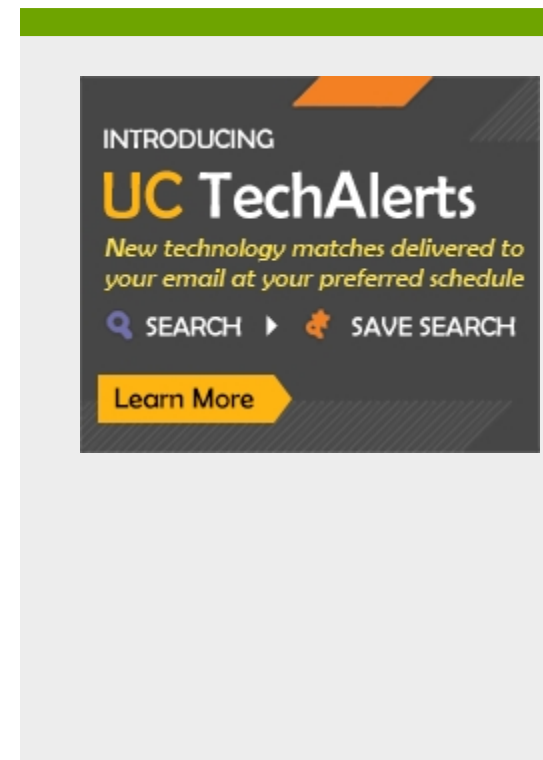 INTRODUCING
UC TechAlerts
New technology matches delivered to
your email at your preferred schedule
SEARCH SAVE SEARCH
Learn More